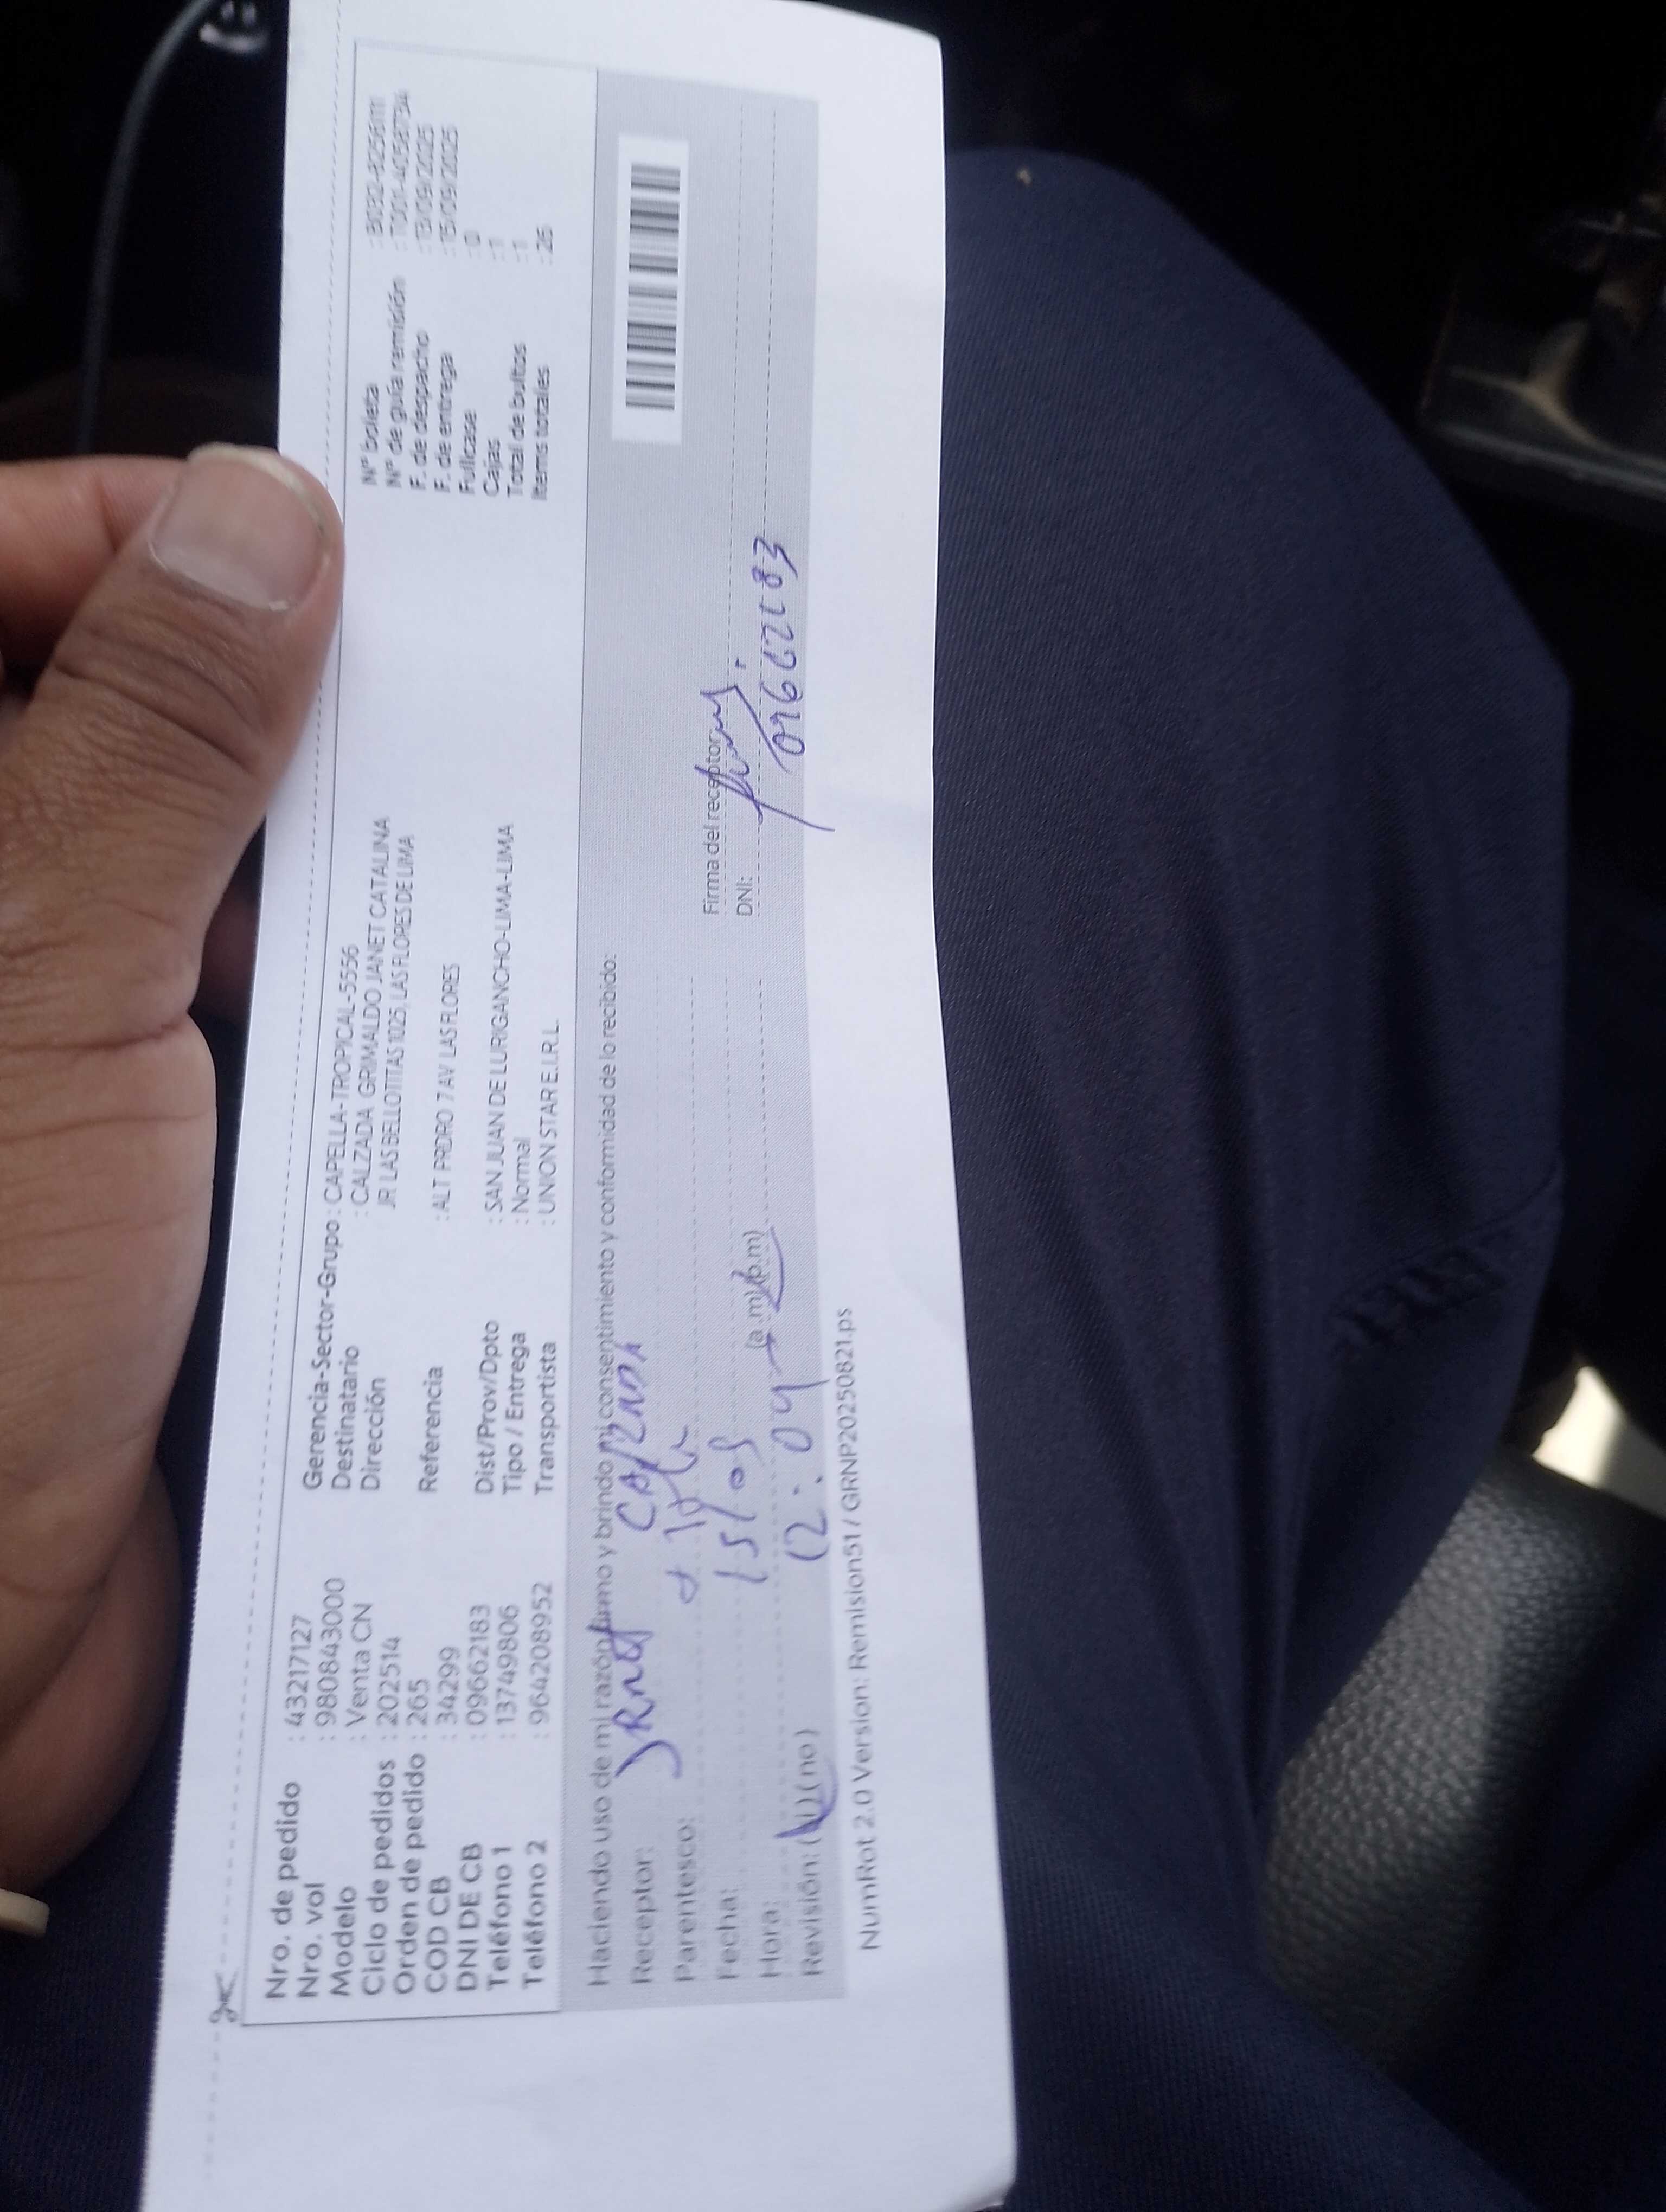 Nro. de pedido : 43217127
Nro. vol : 9808843000
Modelo : Venta CN
Ciclo de pedidos : 202514
Orden de pedido : 265
COD CB : 34299
DNI DE CB : 09662183
Teléfono 1 : 13749806
Teléfono 2 : 964208952
Gerencia-Sector-Grupo : CAPELLA-TROPICAL-5556
Destinatario : CALZADA GRIMALDO JANET CATALINA
Dirección JR LAS BELLOTITAS 1025, LAS FLORES DE LIMA
Referencia : ALT PRDRO 7 AV LAS FLORES
Dist/Prov/Dpto : SAN JUAN DE LURIGANCHO-LIMA-LIMA
Tipo / Entrega : Normal
Transportista : UNION STAR E.I.R.L.
N° boleta
N° de guía remisión
F. de despacho : 13/09/2025
F. de entrega : 15/09/2025
Fullcase : 0
Cajas : 1
Total de bultos : 1
Items totales : 26
Haciendo uso de mi razón firmo y brindo mi consentimiento y conformidad de lo recibido:
Receptor:
Parentesco:
Fecha: 15/09
Hora: 12:04 (a.m)(p.m)
Revisión: (no)
Firma del receptor:
DNI: 09662183
NumRot 2.0 Version: Remision51 / GRNP20250821.ps